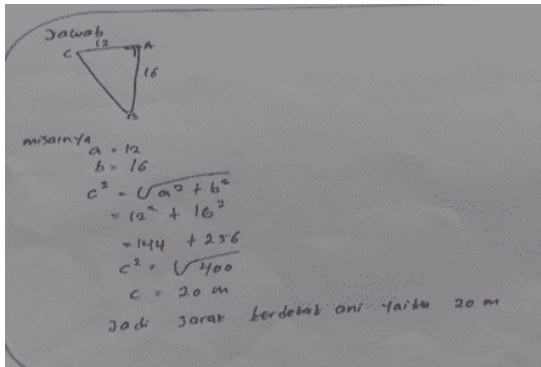 Jawab
12
C A
16
B
misalnya
a = 12
b = 16
c² = √a² + b²
= 12² + 16²
= 144 + 256
c² = √400
c = 20 m
Jadi Jarak terdekat ani yaitu 20 m